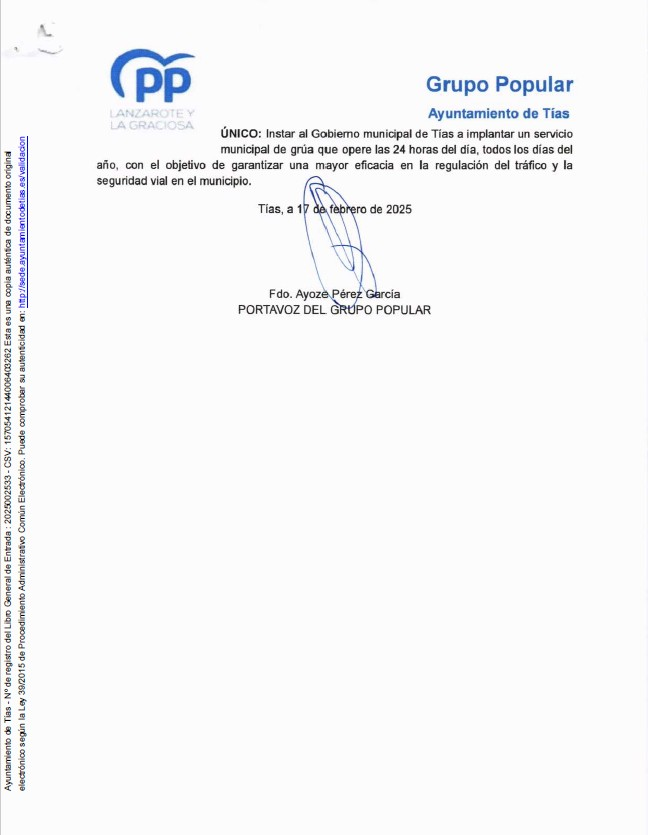 PP
LANZAROTE Y
LA GRACIOSA
Grupo Popular
Ayuntamiento de Tías
ÚNICO: Instar al Gobierno municipal de Tías a implantar un servicio
municipal de grúa que opere las 24 horas del día, todos los días del
año, con el objetivo de garantizar una mayor eficacia en la regulación del tráfico y la
seguridad vial en el municipio.
Tías, a 17 de febrero de 2025
Fdo. Ayoze Pérez García
PORTAVOZ DEL GRUPO POPULAR
Ayuntamiento de Tías - Nº de registro del Libro General de Entrada : 2025002533 - CSV: 15705412144006403262 Esta es una copia auténtica de documento original
electrónico según la Ley 39/2015 de Procedimiento Administrativo Común Electrónico. Puede comprobar su autenticidad en: http://sede.ayuntamientodetias.es/validacion